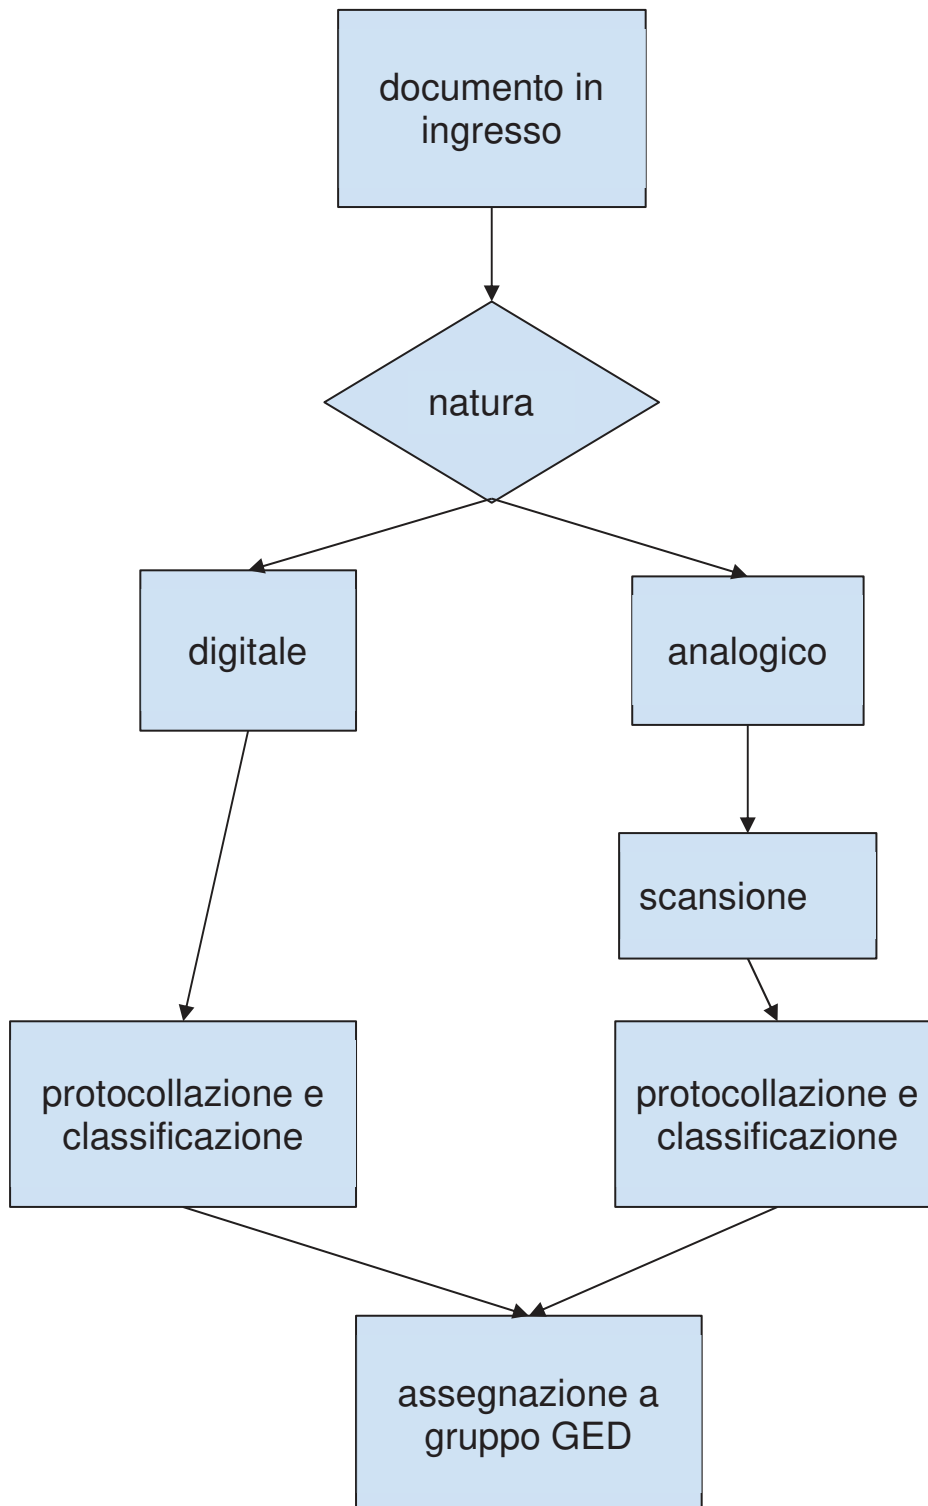 documento in
ingresso
natura
digitale
analogico
scansione
protocollazione e
classificazione
protocollazione e
classificazione
assegnazione a
gruppo GED